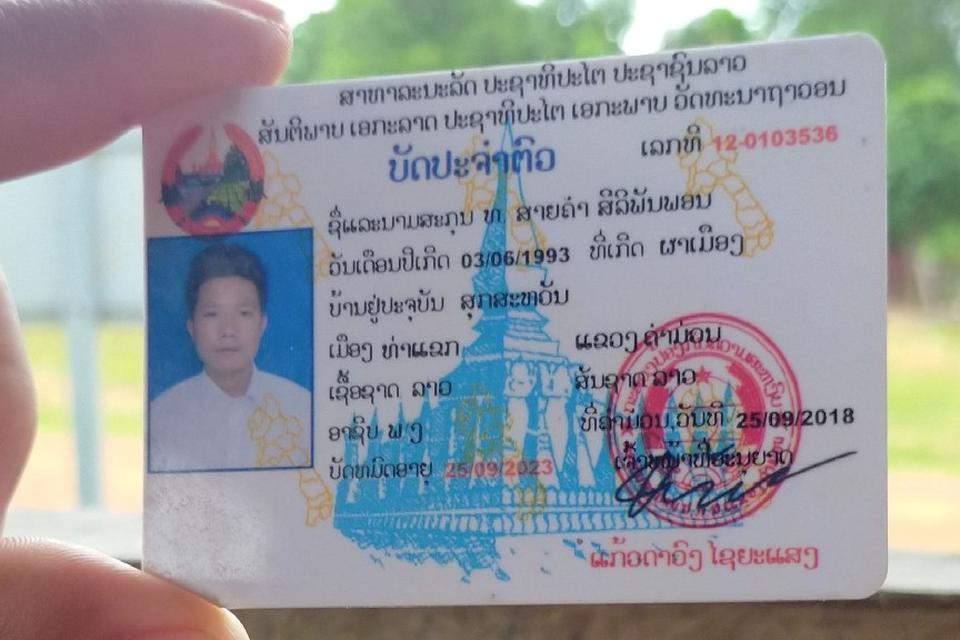 ສາທາລະນະລັດ ປະຊາທິປະໄຕ ປະຊາຊົນລາວ
ສັນຕິພາບ ເອກະລາດ ປະຊາທິປະໄຕ ເອກະພາບ ວັດທະນາຖາວອນ
ບັດປະຈຳຕົວ
ເລກທີ 12-0103536
ຊື່ແລະນາມສະກຸນ ທ ສາຍຄຳ ສີລິພັນພອນ
ວັນເດືອນປີເກີດ 03/06/1993 ທີ່ເກີດ ຜາເມືອງ
ບ້ານຢູ່ປະຈຸບັນ ສຸກສະຫວັນ
ເມືອງ ທ່າແຂກ ແຂວງ ຄຳມ່ວນ
ເຊື້ອຊາດ ລາວ ສັນຊາດ ລາວ
ອາຊີບ ທີ່ຄຳມ່ວນ,ວັນທີ 25/09/2018
ບັດຫມົດອາຍຸ 25/09/2023 ເຈົ້າໜ້າທີ່ອະນຸຍາດ
ແກ້ວດາວົງ ໄຊຍະແສງ